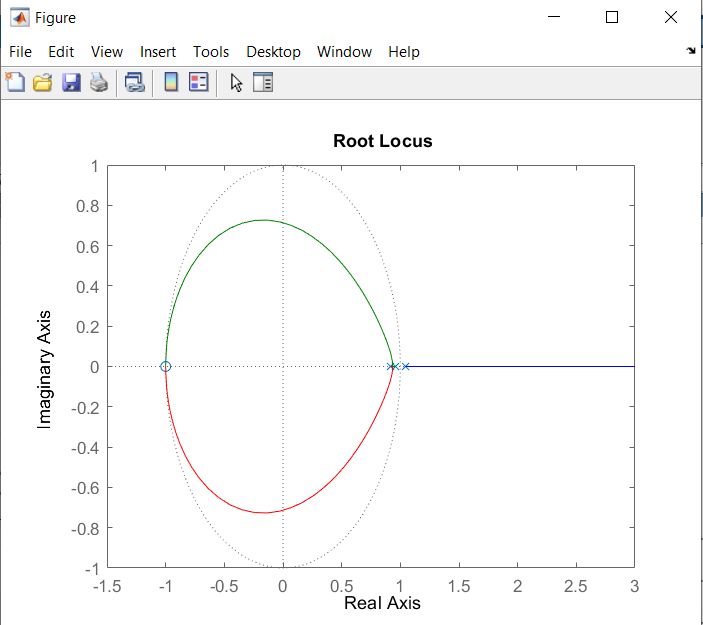 Figure
File Edit View Insert Tools Desktop Window Help
Root Locus
1
0.8
0.6
0.4
0.2
0
-0.2
-0.4
-0.6
-0.8
-1
Imaginary Axis
-1.5 -1 -0.5 0 0.5 1 1.5 2 2.5 3
Real Axis